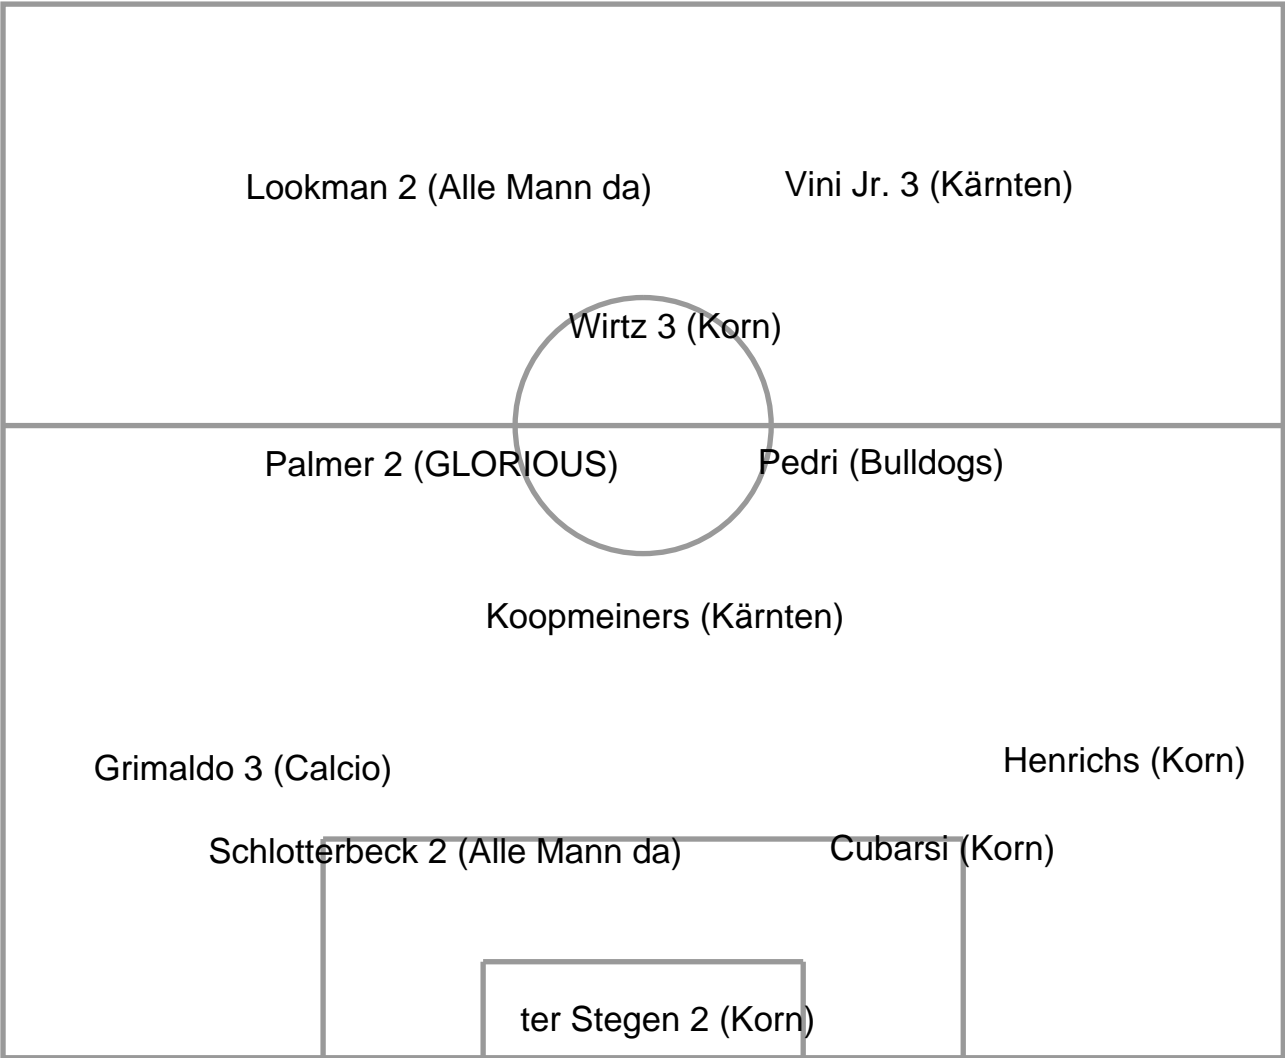 Lookman 2 (Alle Mann da)
Vini Jr. 3 (Kärnten)
Wirtz 3 (Korn)
Palmer 2 (GLORIOUS)
Pedri (Bulldogs)
Koopmeiners (Kärnten)
Grimaldo 3 (Calcio)
Henrichs (Korn)
Schlotterbeck 2 (Alle Mann da)
Cubarsi (Korn)
ter Stegen 2 (Korn)